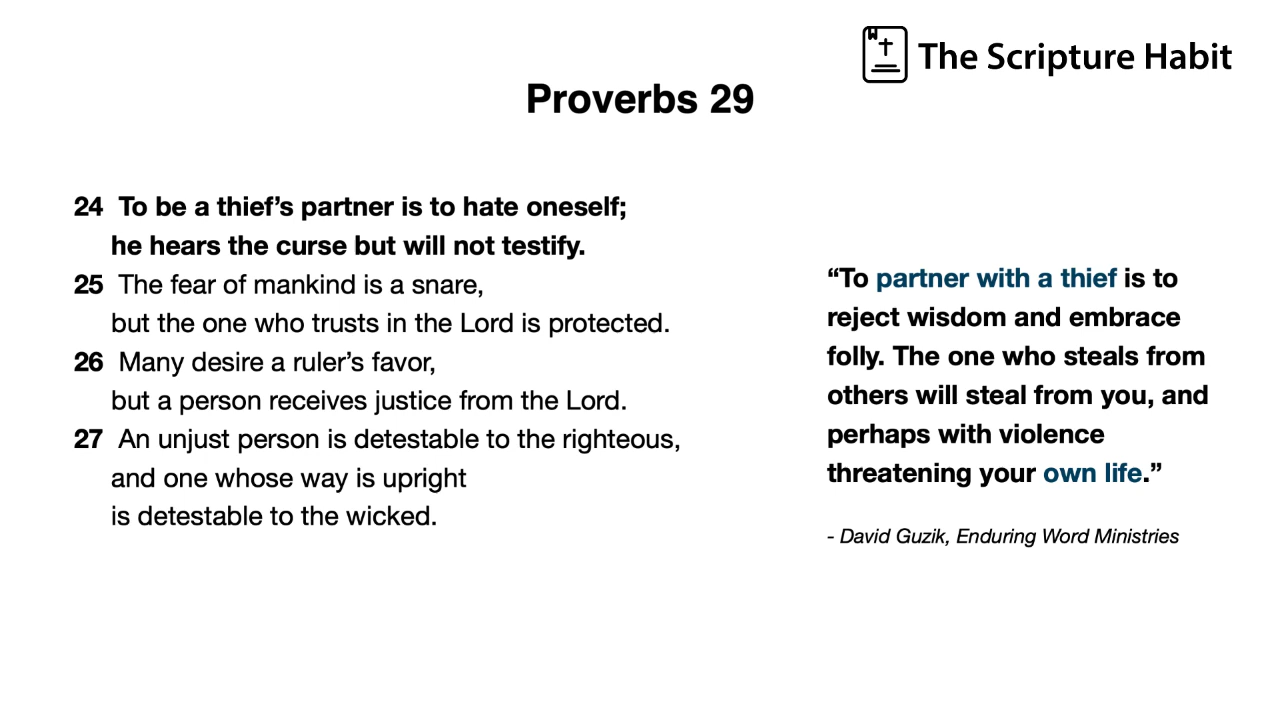 The Scripture Habit
Proverbs 29
24 To be a thief’s partner is to hate oneself;
he hears the curse but will not testify.
25 The fear of mankind is a snare,
but the one who trusts in the Lord is protected.
26 Many desire a ruler’s favor,
but a person receives justice from the Lord.
27 An unjust person is detestable to the righteous,
and one whose way is upright
is detestable to the wicked.
“To partner with a thief is to
reject wisdom and embrace
folly. The one who steals from
others will steal from you, and
perhaps with violence
threatening your own life.”
- David Guzik, Enduring Word Ministries